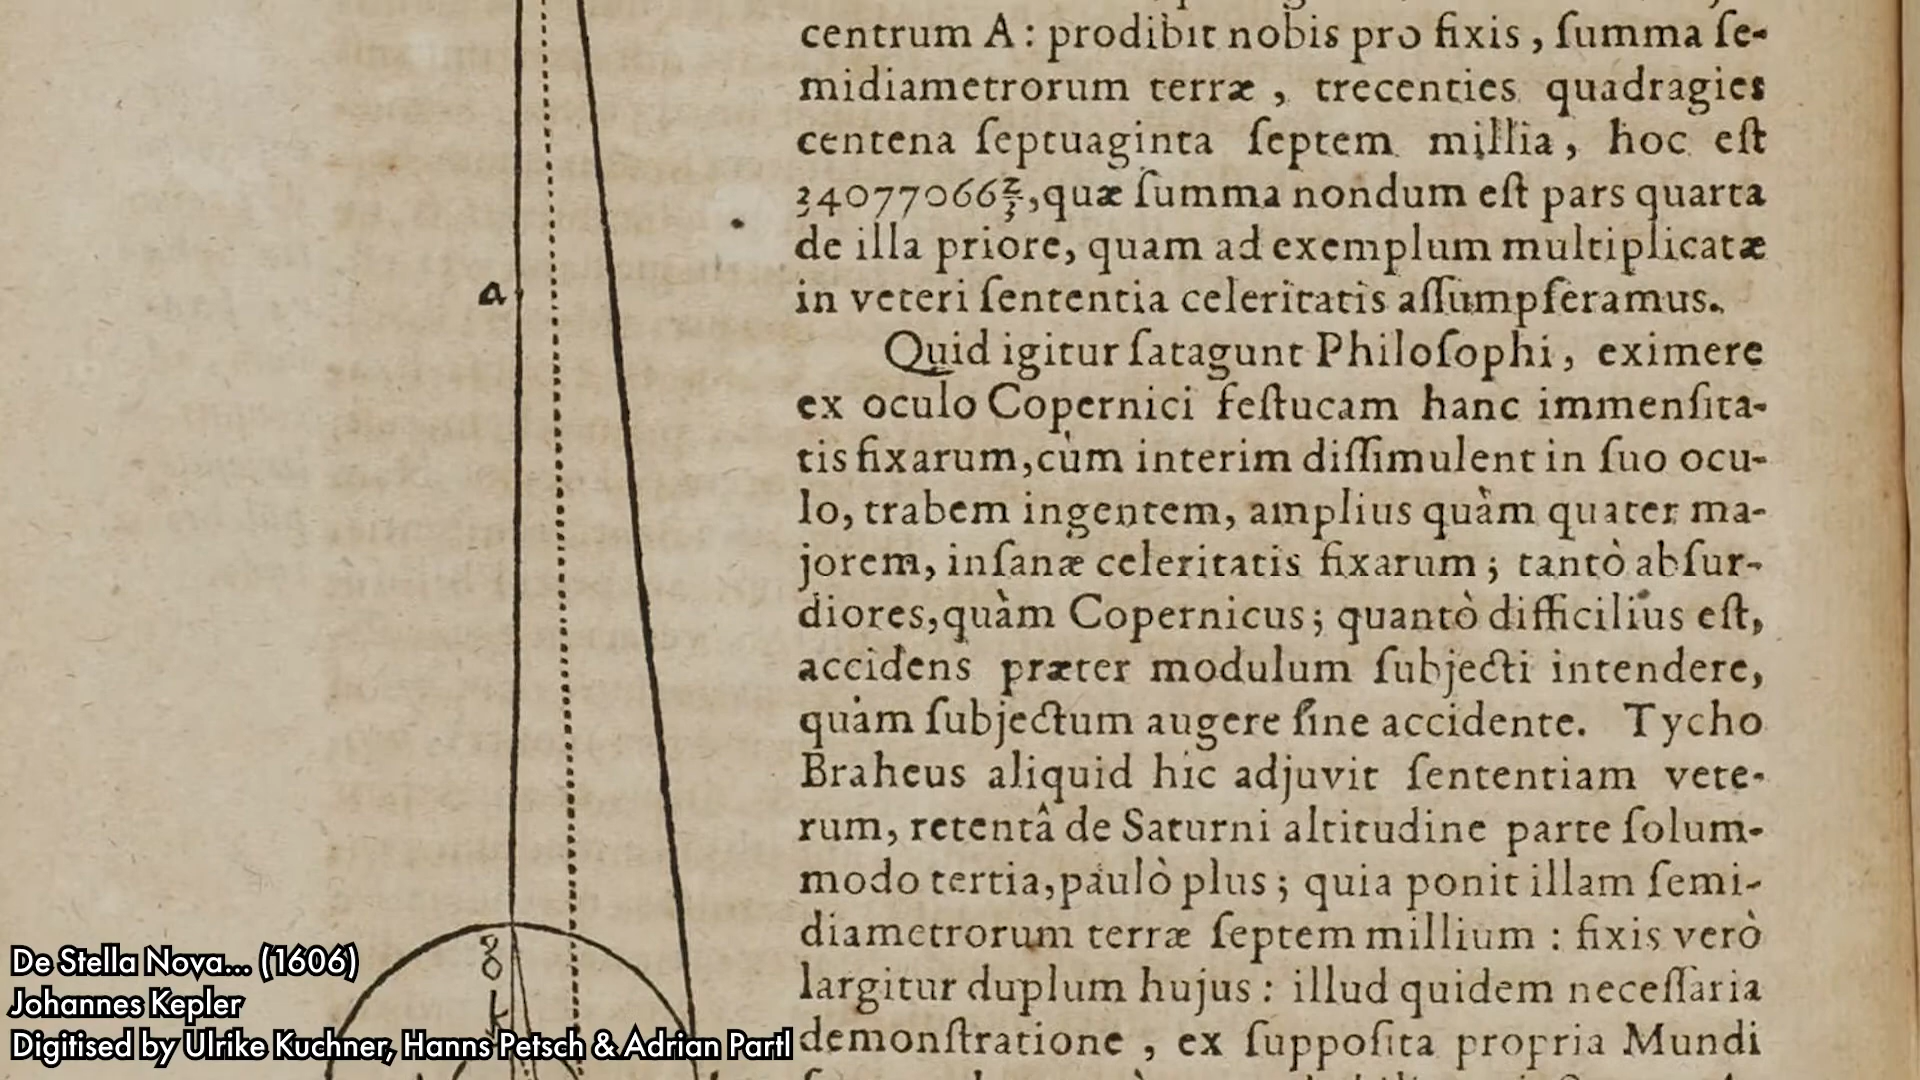 centrum A : prodibit nobis pro fixis, ſumma ſe-
midiametrorum terræ, trecenties quadragies
centena ſeptuaginta ſeptem millia, hoc eſt
34077066⅔, quæ ſumma nondum eſt pars quarta
de illa priore, quam ad exemplum multiplicatæ
in veteri ſententia celeritatis aſſumpſeramus.
Quid igitur ſatagunt Philoſophi, eximere
ex oculo Copernici feſtucam hanc immenſita-
tis fixarum, cùm interim diſſimulent in ſuo ocu-
lo, trabem ingentem, amplius quàm quater ma-
jorem, inſanæ celeritatis fixarum; tantò abſur-
diores, quàm Copernicus; quantò difficilius eſt,
accidens præter modulum ſubjecti intendere,
quàm ſubjectum augere ſine accidente. Tycho
Braheus aliquid hic adjuvit ſententiam vete-
rum, retentâ de Saturni altitudine parte ſolum-
modo tertia, paulò plus; quia ponit illam ſemi-
diametrorum terræ ſeptem millium : fixis verò
largitur duplum hujus : illud quidem neceſſaria
demonſtratione, ex ſuppoſita propria Mundi
a
De Stella Nova... (1606)
Johannes Kepler
Digitised by Ulrike Kuchner, Hanns Petsch & Adrian Partl